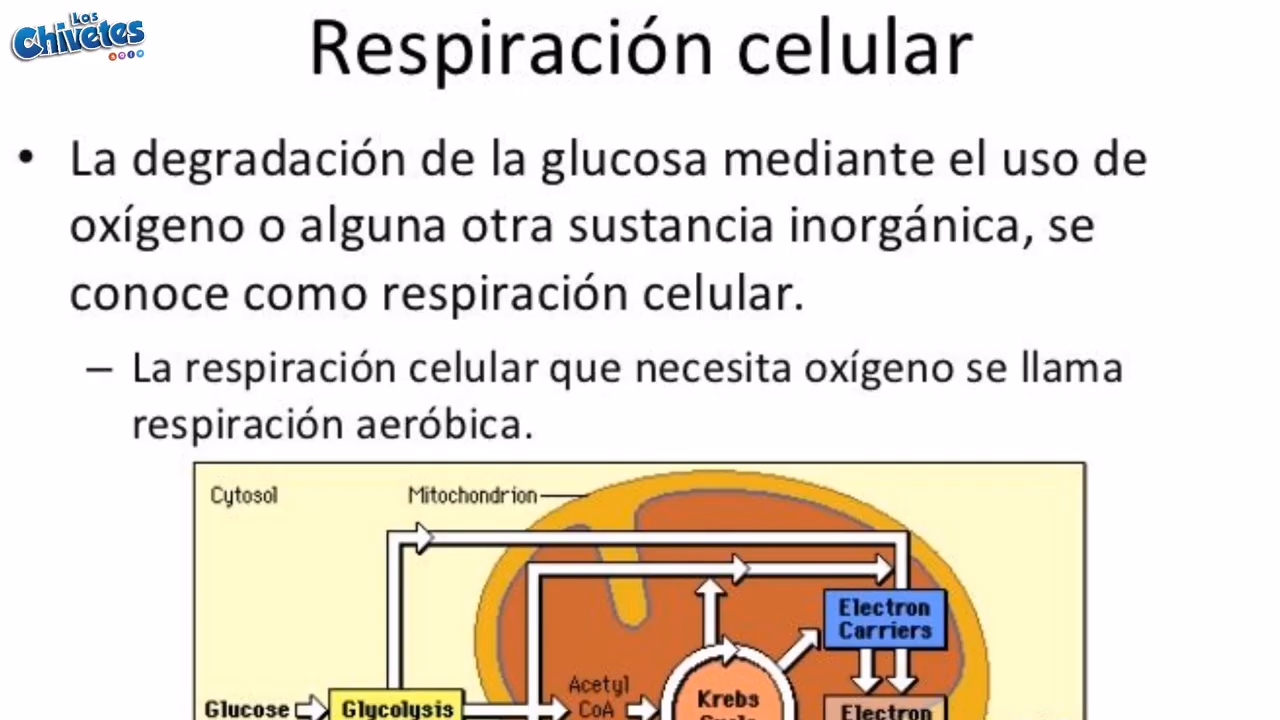 Los
Chivetes
Respiración celular
• La degradación de la glucosa mediante el uso de
oxígeno o alguna otra sustancia inorgánica, se
conoce como respiración celular.
– La respiración celular que necesita oxígeno se llama
respiración aeróbica.
Cytosol
Mitochondrion
Electron
Carriers
Acetyl
CoA
Krebs
Cycle
Glucose
Glycolysis
Electron